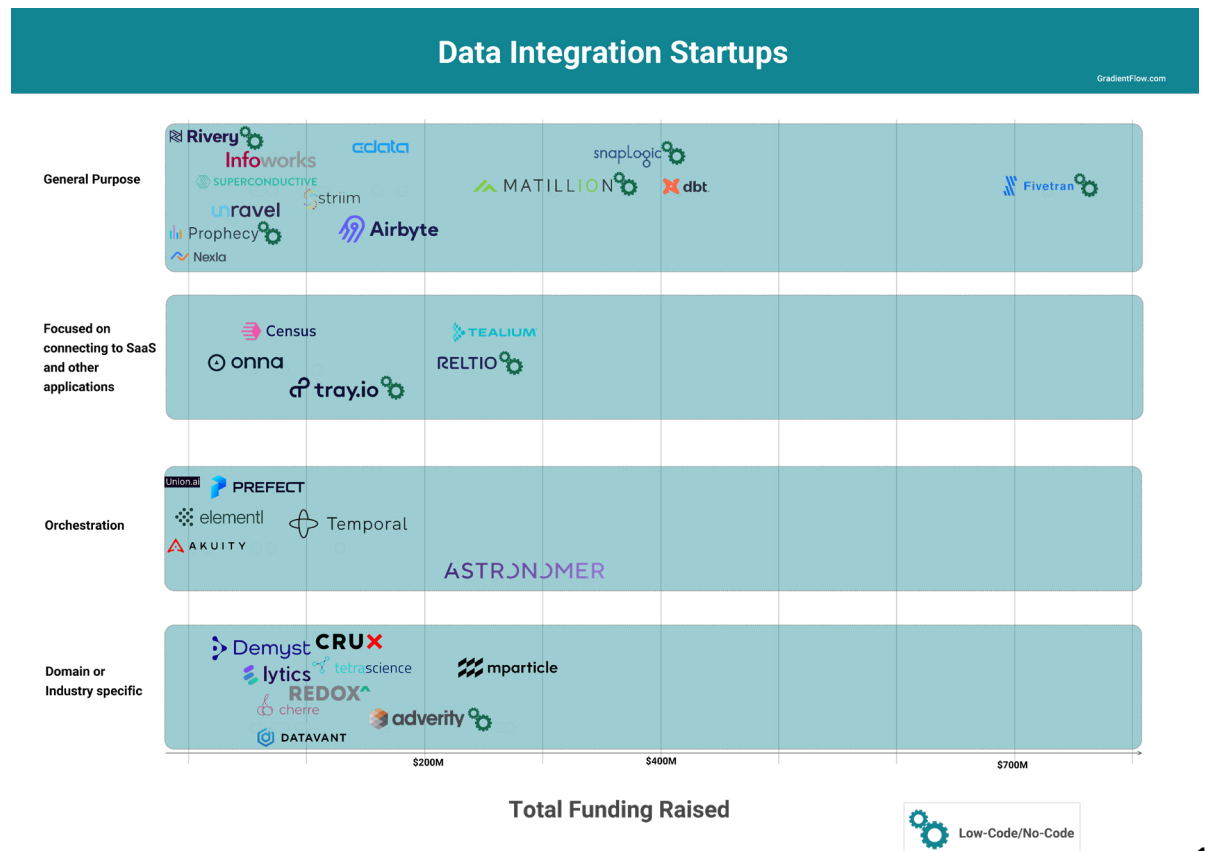 Data Integration Startups
GradientFlow.com
General Purpose
Rivery
Infoworks
SUPERCONDUCTIVE
striim
unravel
Prophecy
Nexla
cdata
Airbyte
snapLogic
MATILLION
dbt
Fivetran
Focused on
connecting to SaaS
and other
applications
Census
onna
tray.io
TEALIUM
RELTIO
Orchestration
Union.ai
PREFECT
elementl
Temporal
AKUITY
ASTRONOMER
Domain or
Industry specific
Demyst
CRUX
lytics
tetrascience
REDOX
cherre
adverity
DATAVANT
mparticle
$200M
$400M
$700M
Total Funding Raised
Low-Code/No-Code